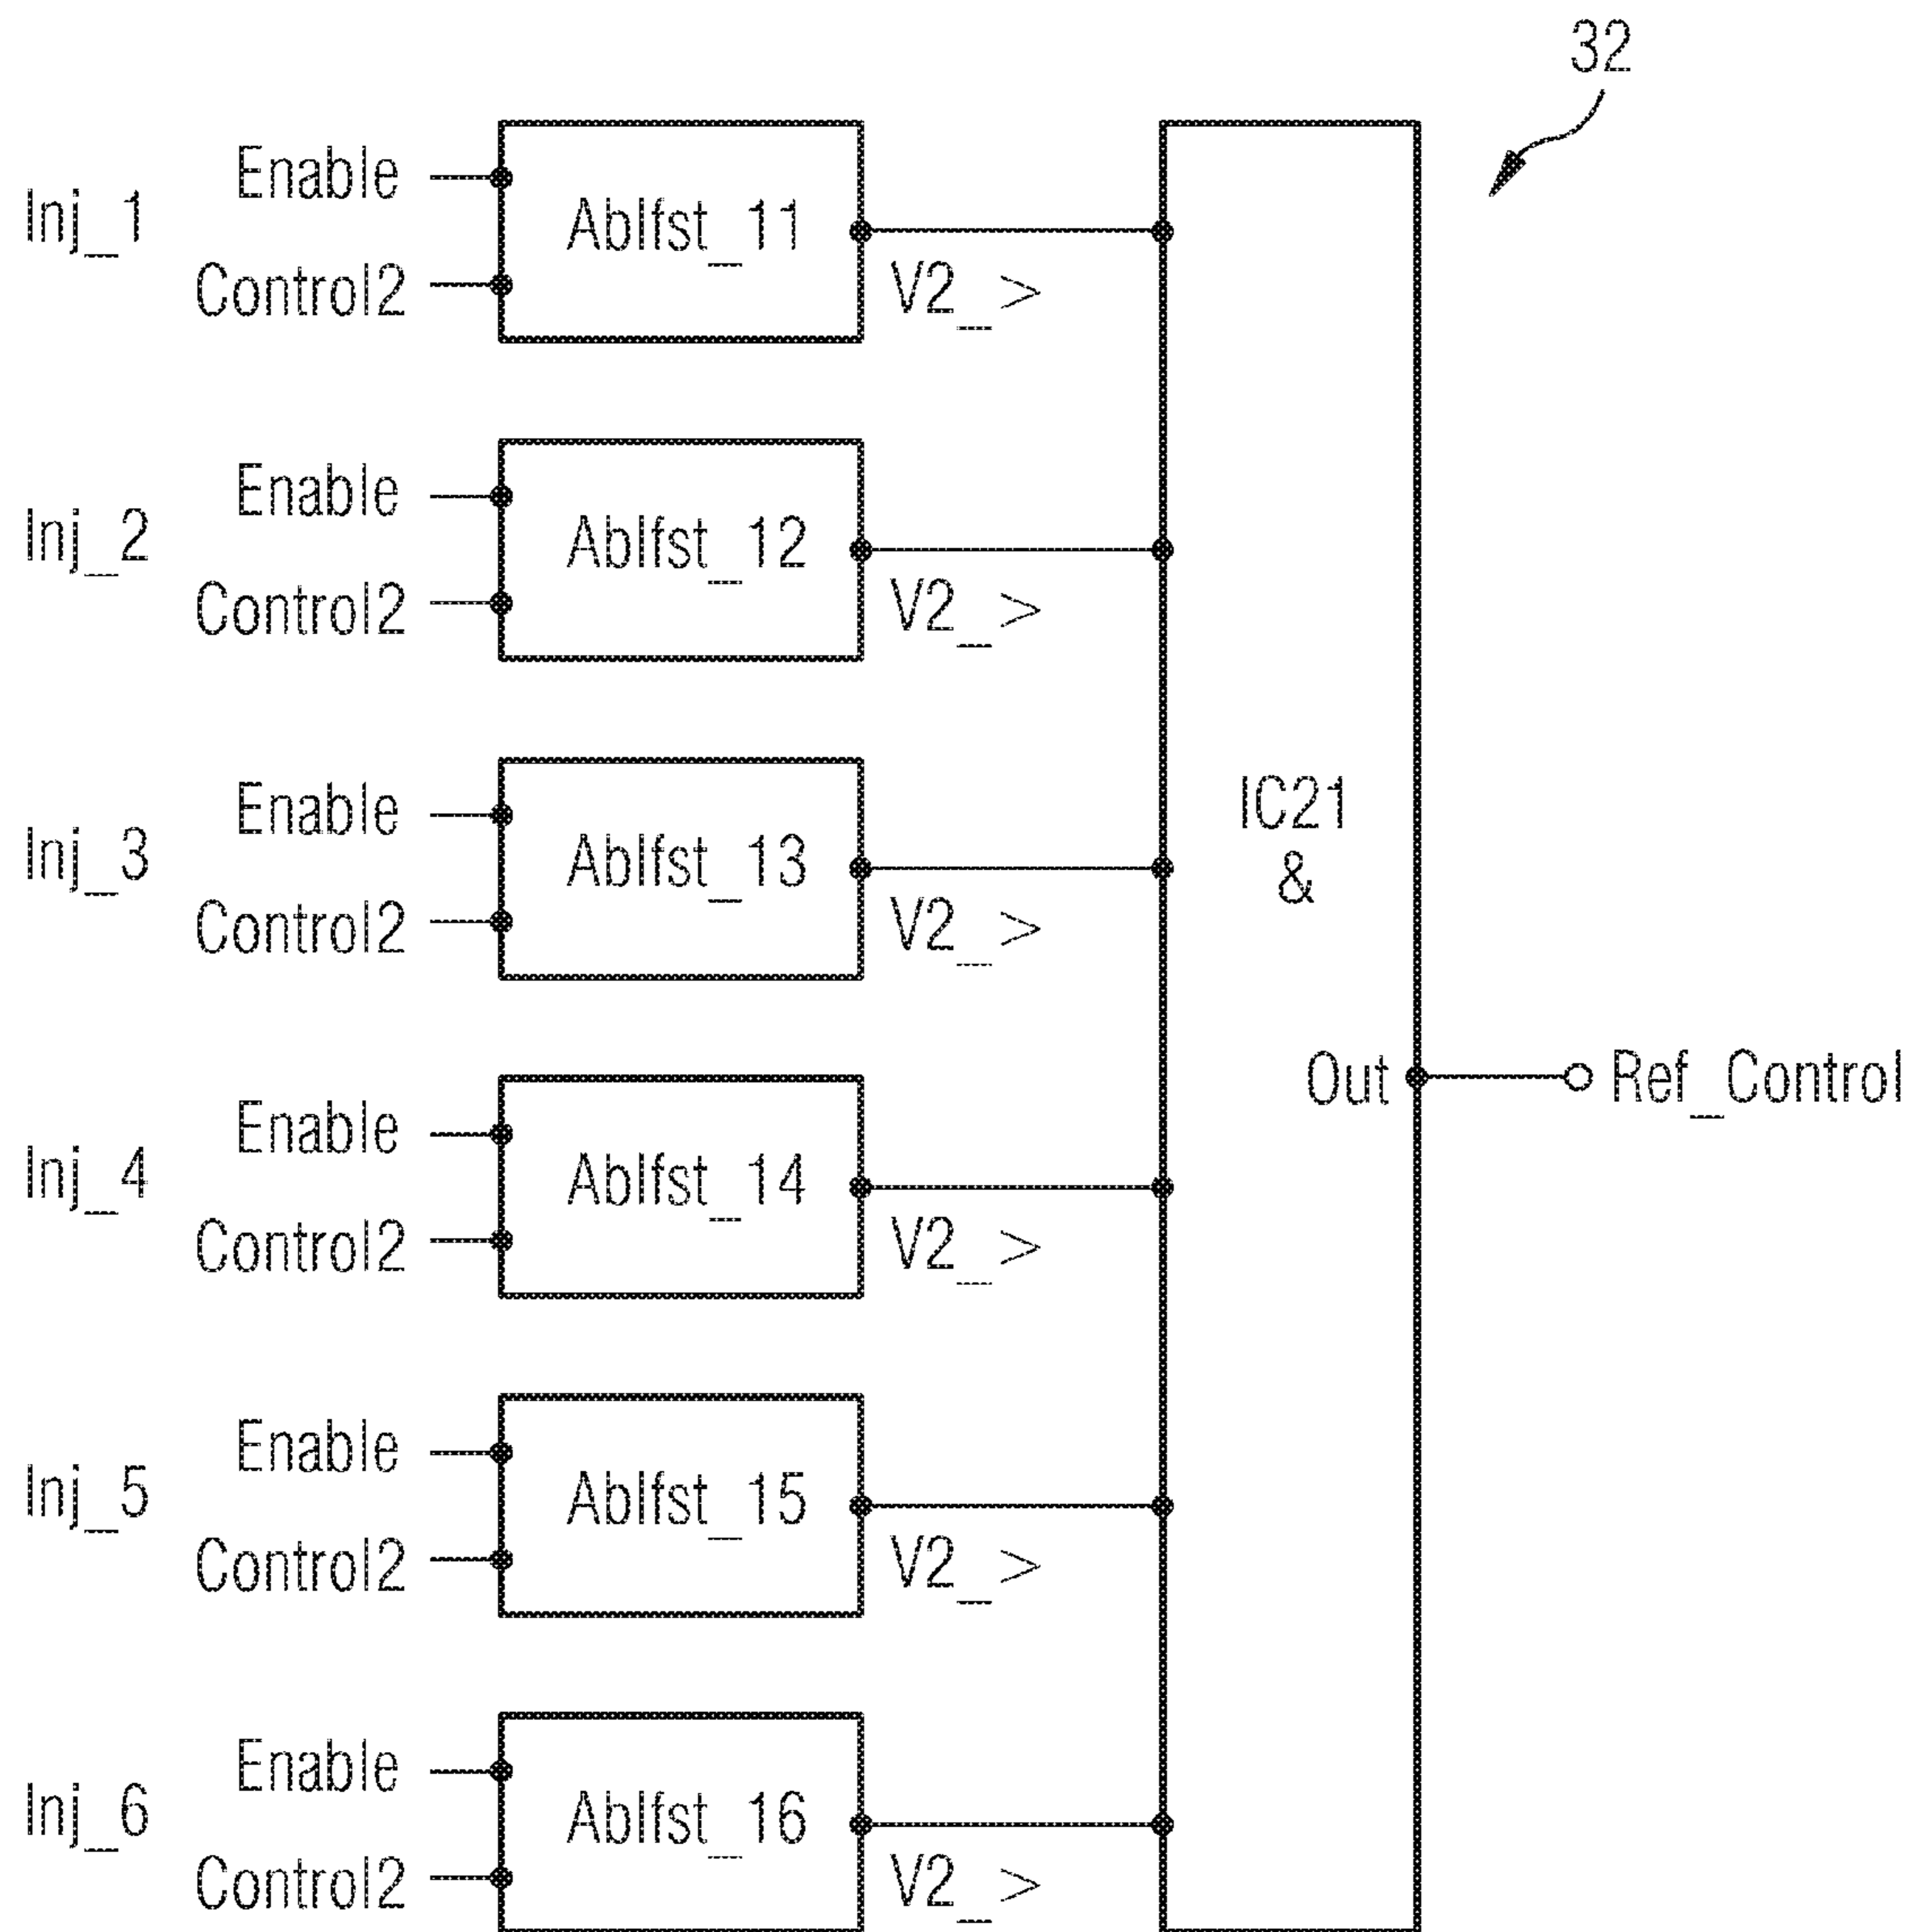 32
Inj_1
Enable
Control2
Ablfst_11
V2_>
Inj_2
Enable
Control2
Ablfst_12
V2_>
Inj_3
Enable
Control2
Ablfst_13
V2_>
IC21
&
Inj_4
Enable
Control2
Ablfst_14
V2_>
Out
Ref_Control
Inj_5
Enable
Control2
Ablfst_15
V2_>
Inj_6
Enable
Control2
Ablfst_16
V2_>